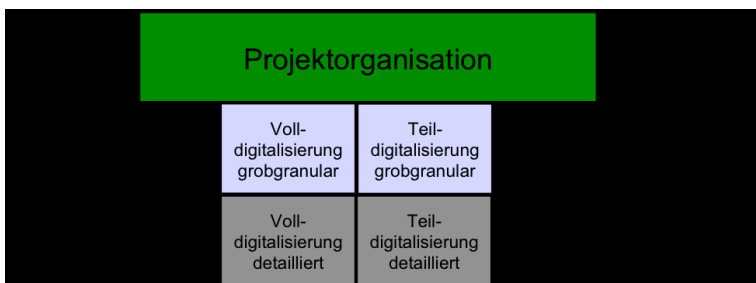 Projektorganisation
Voll-
digitalisierung
grobgranular
Teil-
digitalisierung
grobgranular
Voll-
digitalisierung
detailliert
Teil-
digitalisierung
detailliert